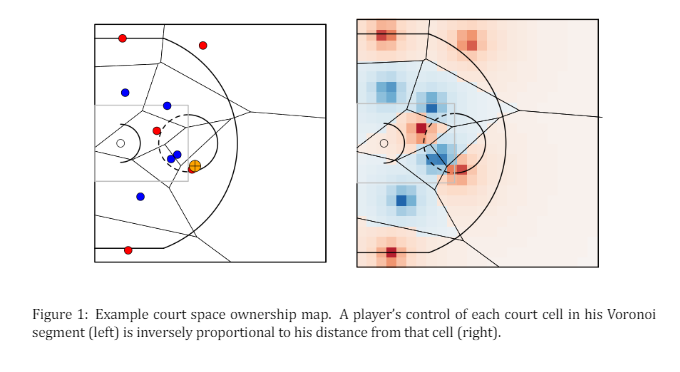 Figure 1: Example court space ownership map. A player's control of each court cell in his Voronoi
segment (left) is inversely proportional to his distance from that cell (right).